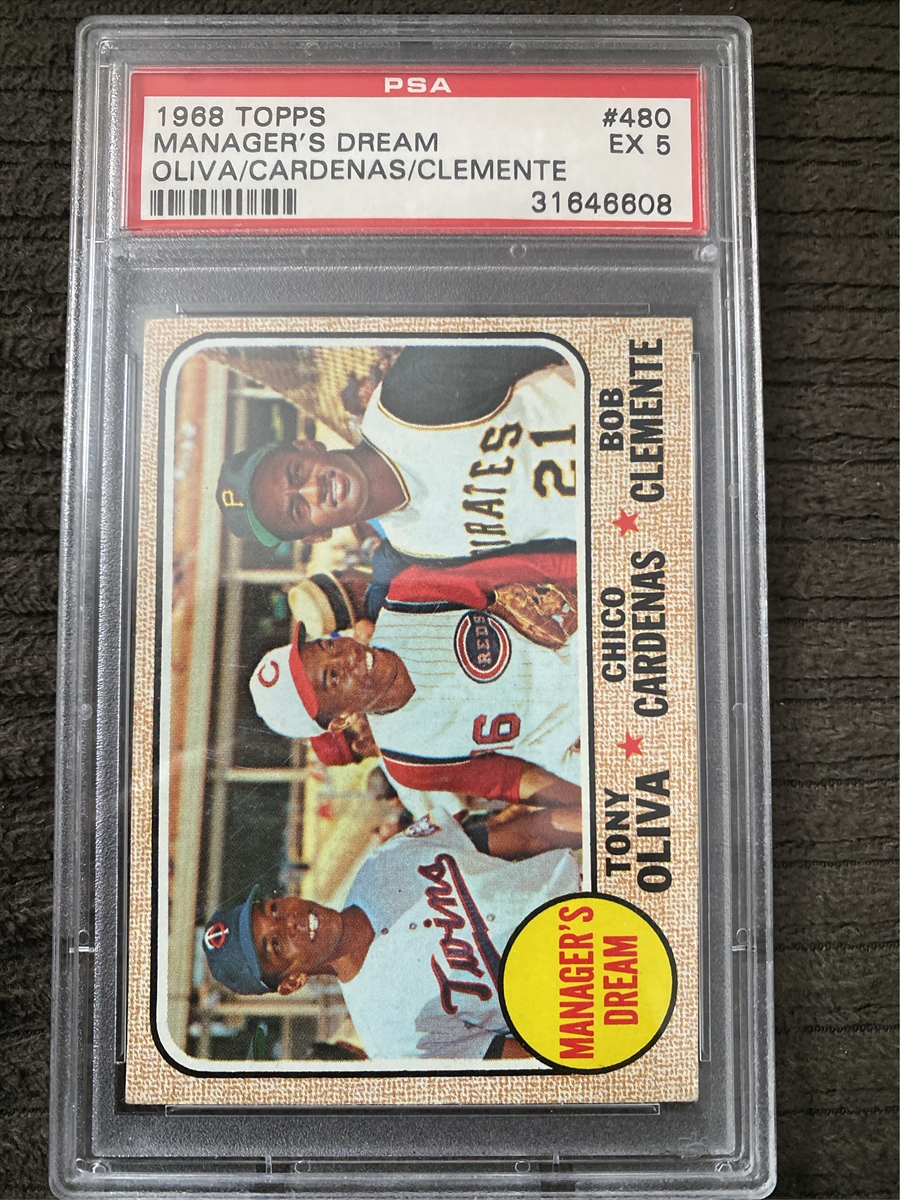 PSA
1968 TOPPS #480
MANAGER'S DREAM EX 5
OLIVA/CARDENAS/CLEMENTE
31646608
P
PIRATES
21
C
REDS
16
Twins
TONY
OLIVA ★
CHICO
CARDENAS ★
BOB
CLEMENTE
MANAGER'S
DREAM